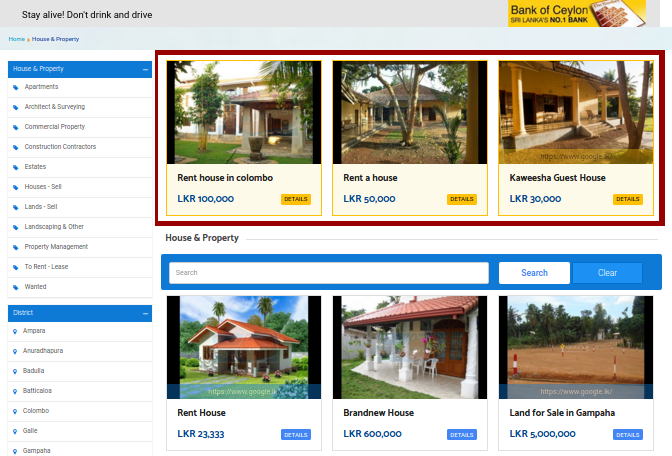 Stay alive! Don't drink and drive
Bank of Ceylon
SRI LANKA'S NO.1 BANK
Home » House & Property
House & Property
Apartments
Architect & Surveying
Commercial Property
Construction Contractors
Estates
Houses - Sell
Lands - Sell
Landscaping & Other
Property Management
To Rent - Lease
Wanted
District
Ampara
Anuradhapura
Badulla
Batticaloa
Colombo
Galle
Gampaha
Rent house in colombo
LKR 100,000
DETAILS
Rent a house
LKR 50,000
DETAILS
https://www.google.lk/
Kaweesha Guest House
LKR 30,000
DETAILS
House & Property
Search
Search
Clear
https://www.google.lk/
Rent House
LKR 23,333
DETAILS
Brandnew House
LKR 600,000
DETAILS
https://www.google.lk/
Land for Sale in Gampaha
LKR 5,000,000
DETAILS